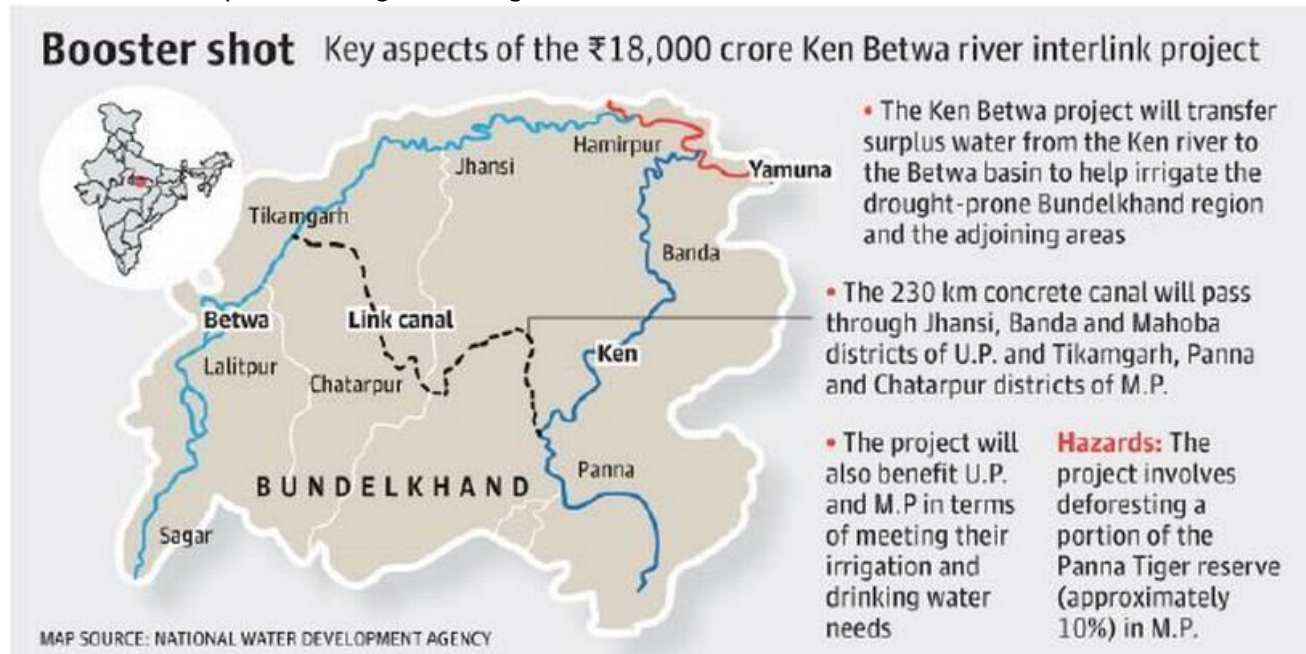 Booster shot Key aspects of the ₹18,000 crore Ken Betwa river interlink project
Hamirpur
Jhansi
Yamuna
Tikamgarh
Banda
Betwa
Link canal
Ken
Lalitpur
Chatarpur
Panna
BUNDELKHAND
Sagar
MAP SOURCE: NATIONAL WATER DEVELOPMENT AGENCY
• The Ken Betwa project will transfer
surplus water from the Ken river to
the Betwa basin to help irrigate the
drought-prone Bundelkhand region
and the adjoining areas
• The 230 km concrete canal will pass
through Jhansi, Banda and Mahoba
districts of U.P. and Tikamgarh, Panna
and Chatarpur districts of M.P.
• The project will
also benefit U.P.
and M.P in terms
of meeting their
irrigation and
drinking water
needs
Hazards: The
project involves
deforesting a
portion of the
Panna Tiger reserve
(approximately
10%) in M.P.